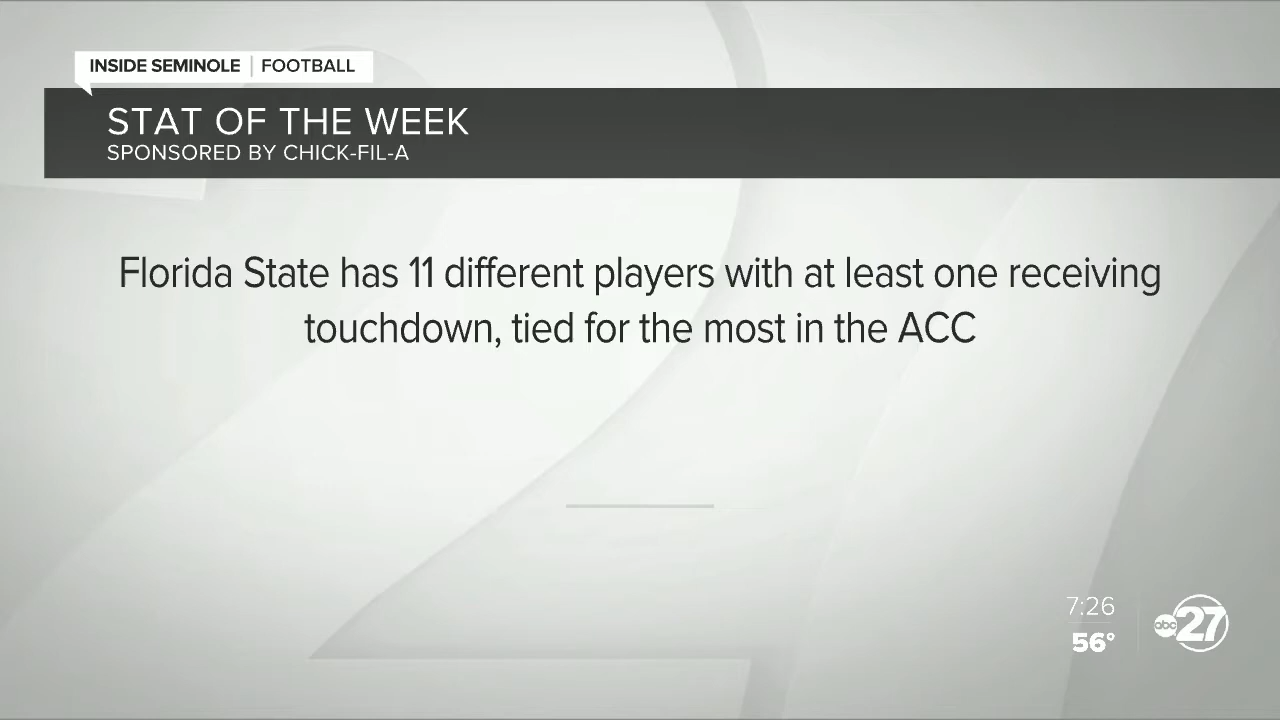 INSIDE SEMINOLE | FOOTBALL
STAT OF THE WEEK
SPONSORED BY CHICK-FIL-A
Florida State has 11 different players with at least one receiving
touchdown, tied for the most in the ACC
7:26
56°
abc 27